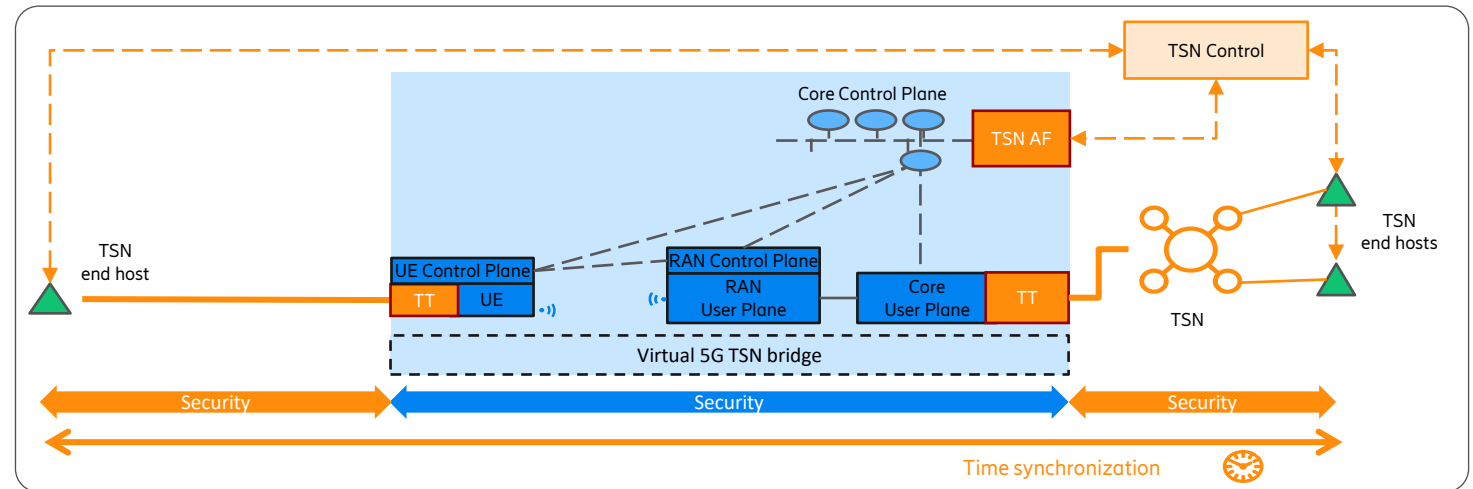 TSN Control
Core Control Plane
TSN AF
TSN
end host
TSN
end hosts
UE Control Plane
TT
UE
RAN Control Plane
RAN
User Plane
Core
User Plane
TT
TSN
Virtual 5G TSN bridge
Security
Security
Security
Time synchronization